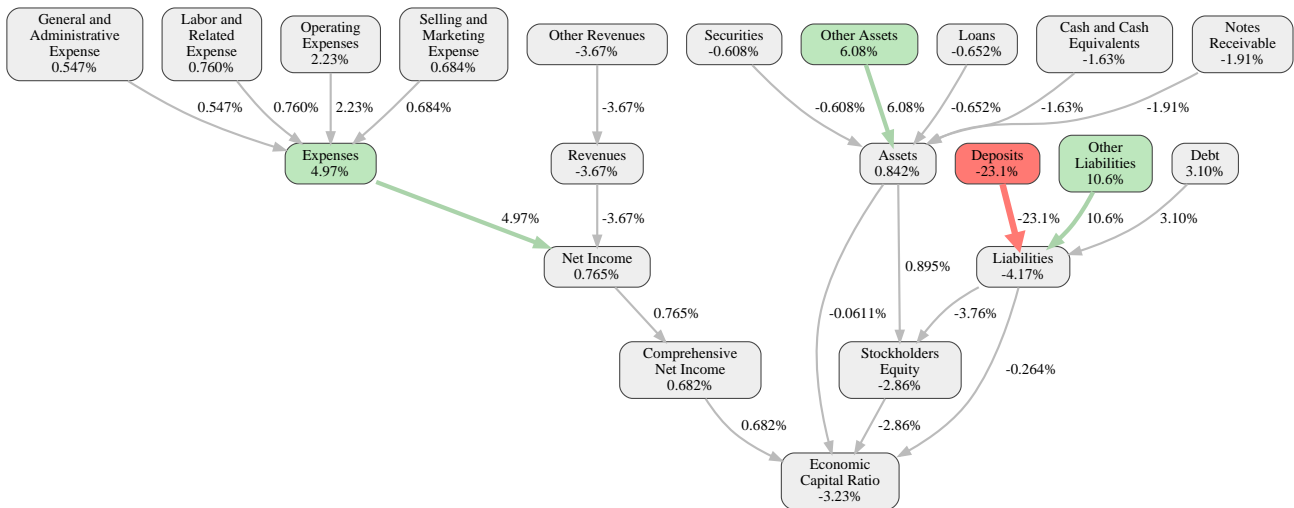 General and
Administrative
Expense
0.547%
Labor and
Related
Expense
0.760%
Operating
Expenses
2.23%
Selling and
Marketing
Expense
0.684%
Other Revenues
-3.67%
Securities
-0.608%
Other Assets
6.08%
Loans
-0.652%
Cash and Cash
Equivalents
-1.63%
Notes
Receivable
-1.91%
0.547%
0.760%
2.23%
0.684%
-3.67%
-0.608%
6.08%
-0.652%
-1.63%
-1.91%
Expenses
4.97%
Revenues
-3.67%
Assets
0.842%
Deposits
-23.1%
Other
Liabilities
10.6%
Debt
3.10%
4.97%
-3.67%
-23.1%
10.6%
3.10%
Net Income
0.765%
0.895%
Liabilities
-4.17%
0.765%
-0.0611%
-3.76%
Comprehensive
Net Income
0.682%
Stockholders
Equity
-2.86%
-0.264%
0.682%
-2.86%
Economic
Capital Ratio
-3.23%